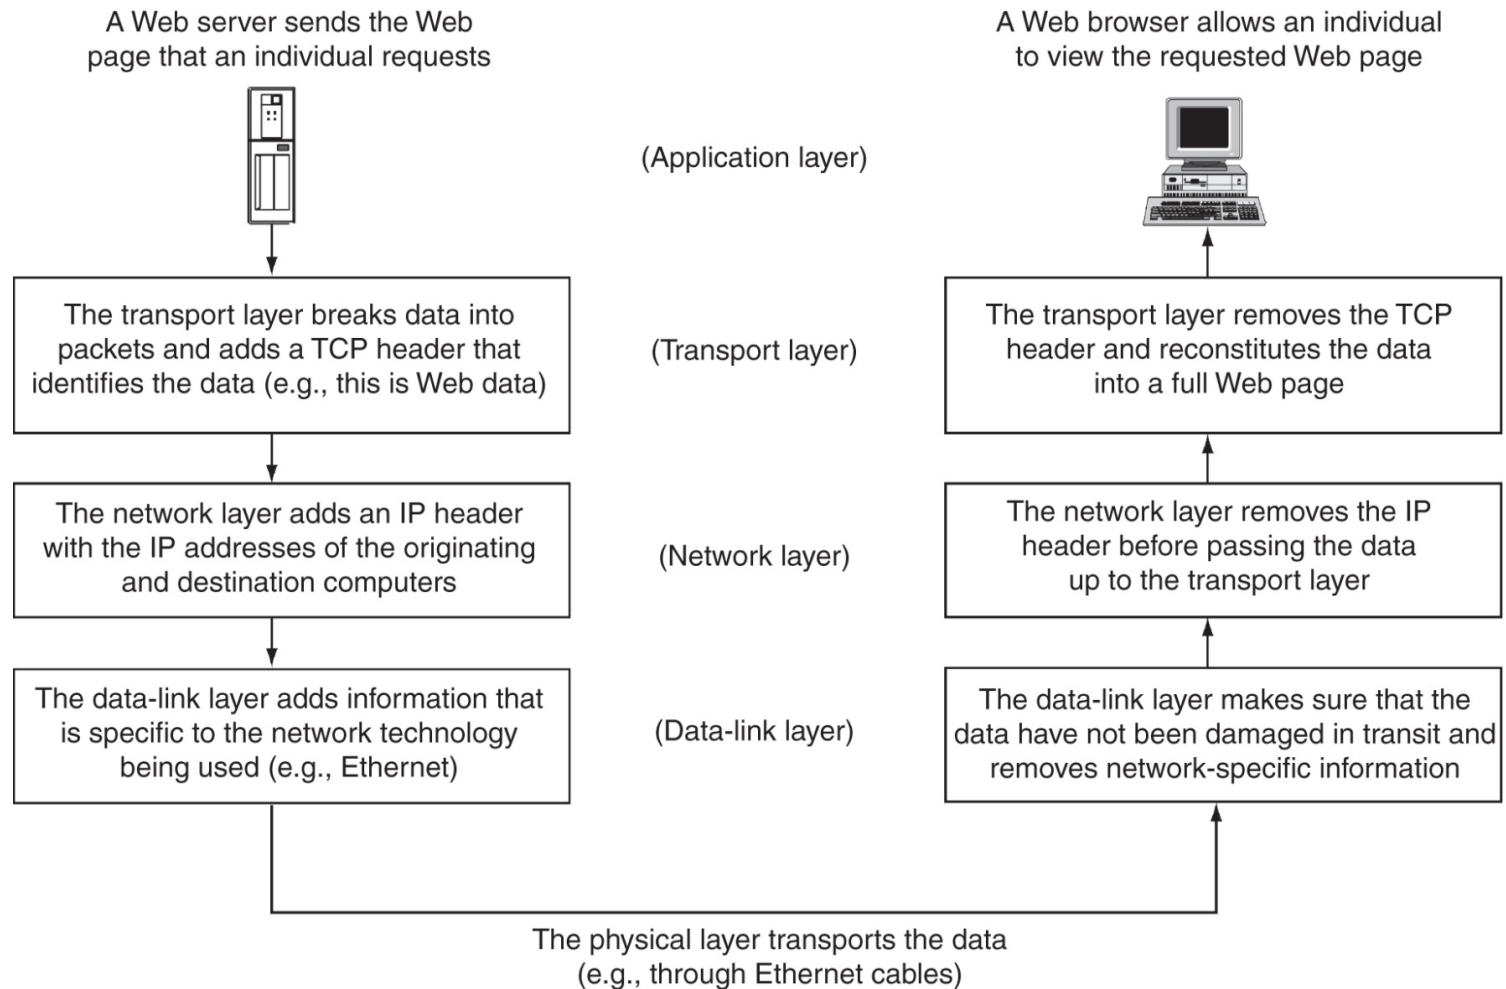 A Web server sends the Web
page that an individual requests
A Web browser allows an individual
to view the requested Web page
(Application layer)
The transport layer breaks data into
packets and adds a TCP header that
identifies the data (e.g., this is Web data)
(Transport layer)
The transport layer removes the TCP
header and reconstitutes the data
into a full Web page
The network layer adds an IP header
with the IP addresses of the originating
and destination computers
(Network layer)
The network layer removes the IP
header before passing the data
up to the transport layer
The data-link layer adds information that
is specific to the network technology
being used (e.g., Ethernet)
(Data-link layer)
The data-link layer makes sure that the
data have not been damaged in transit and
removes network-specific information
The physical layer transports the data
(e.g., through Ethernet cables)